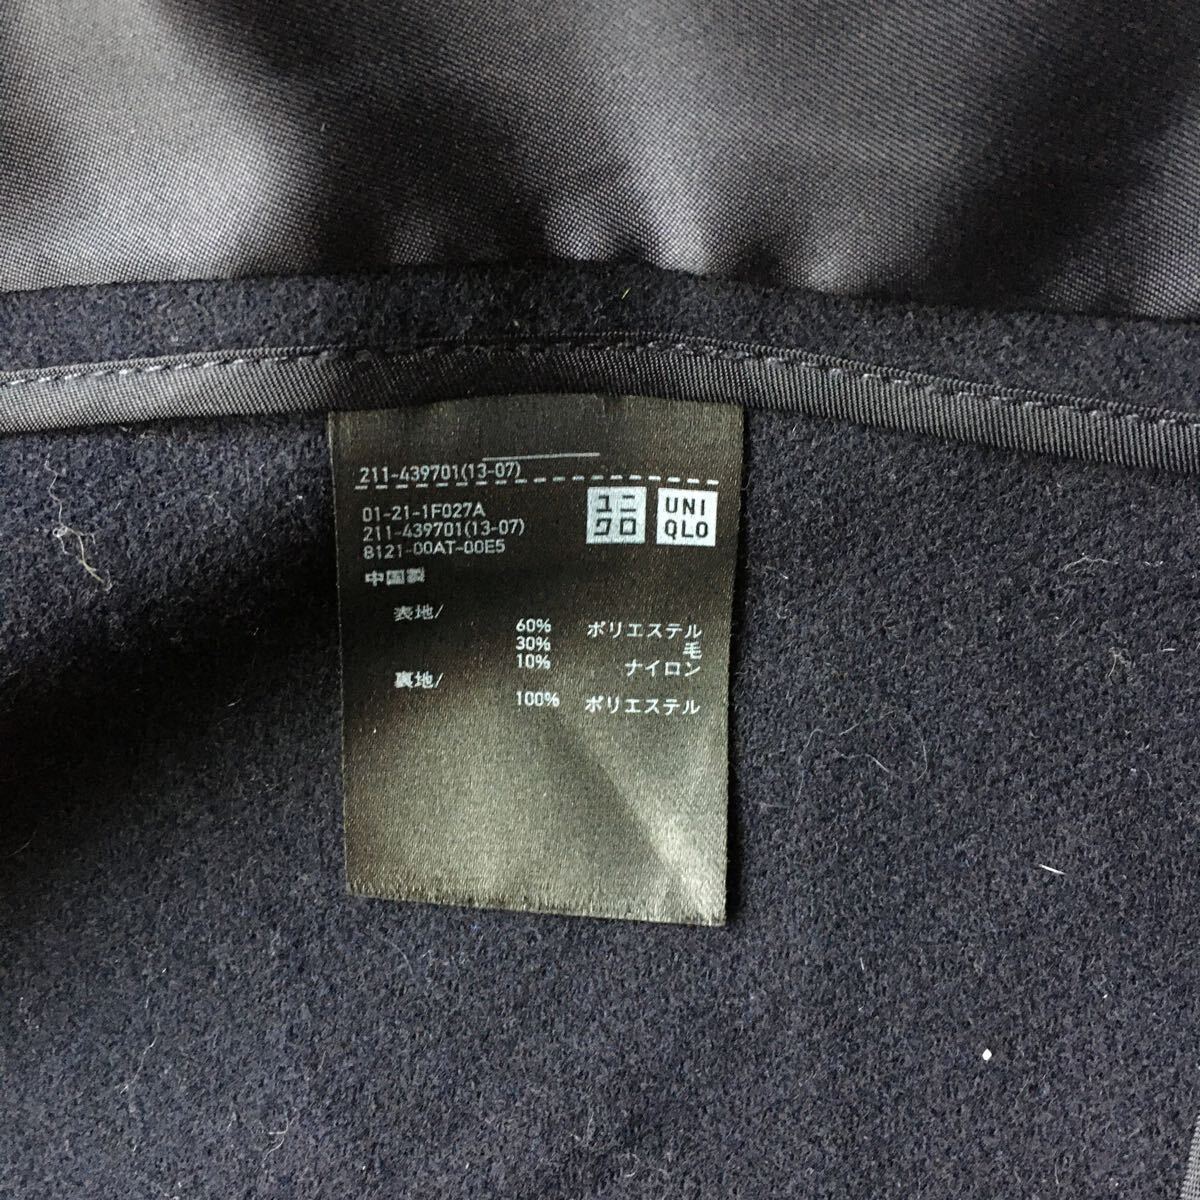 211-439701(13-07)
01-21-1F027A
211-439701(13-07)
8121-00AT-00E5
ユニ
クロ
UNI
QLO
中国製
表地/
60% ポリエステル
30% 毛
10% ナイロン
裏地/
100% ポリエステル